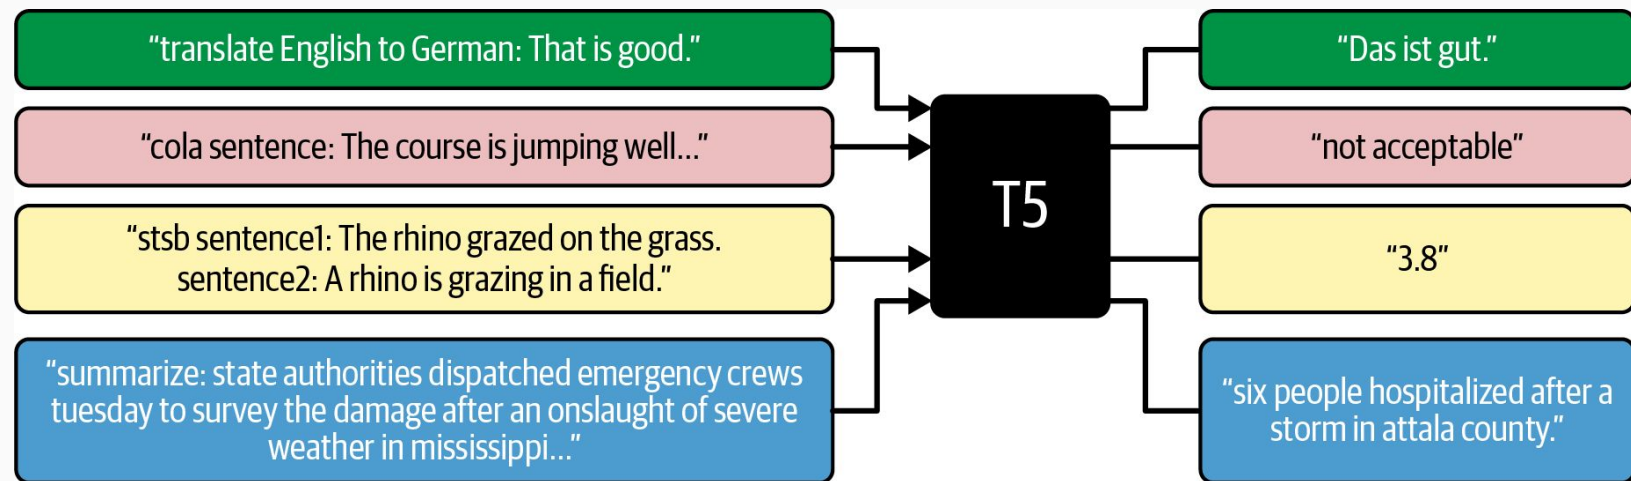 “translate English to German: That is good.”
“Das ist gut.”
“cola sentence: The course is jumping well...”
“not acceptable”
T5
“stsb sentence1: The rhino grazed on the grass.
sentence2: A rhino is grazing in a field.”
“3.8”
“summarize: state authorities dispatched emergency crews
tuesday to survey the damage after an onslaught of severe
weather in mississippi...”
“six people hospitalized after a
storm in attala county.”